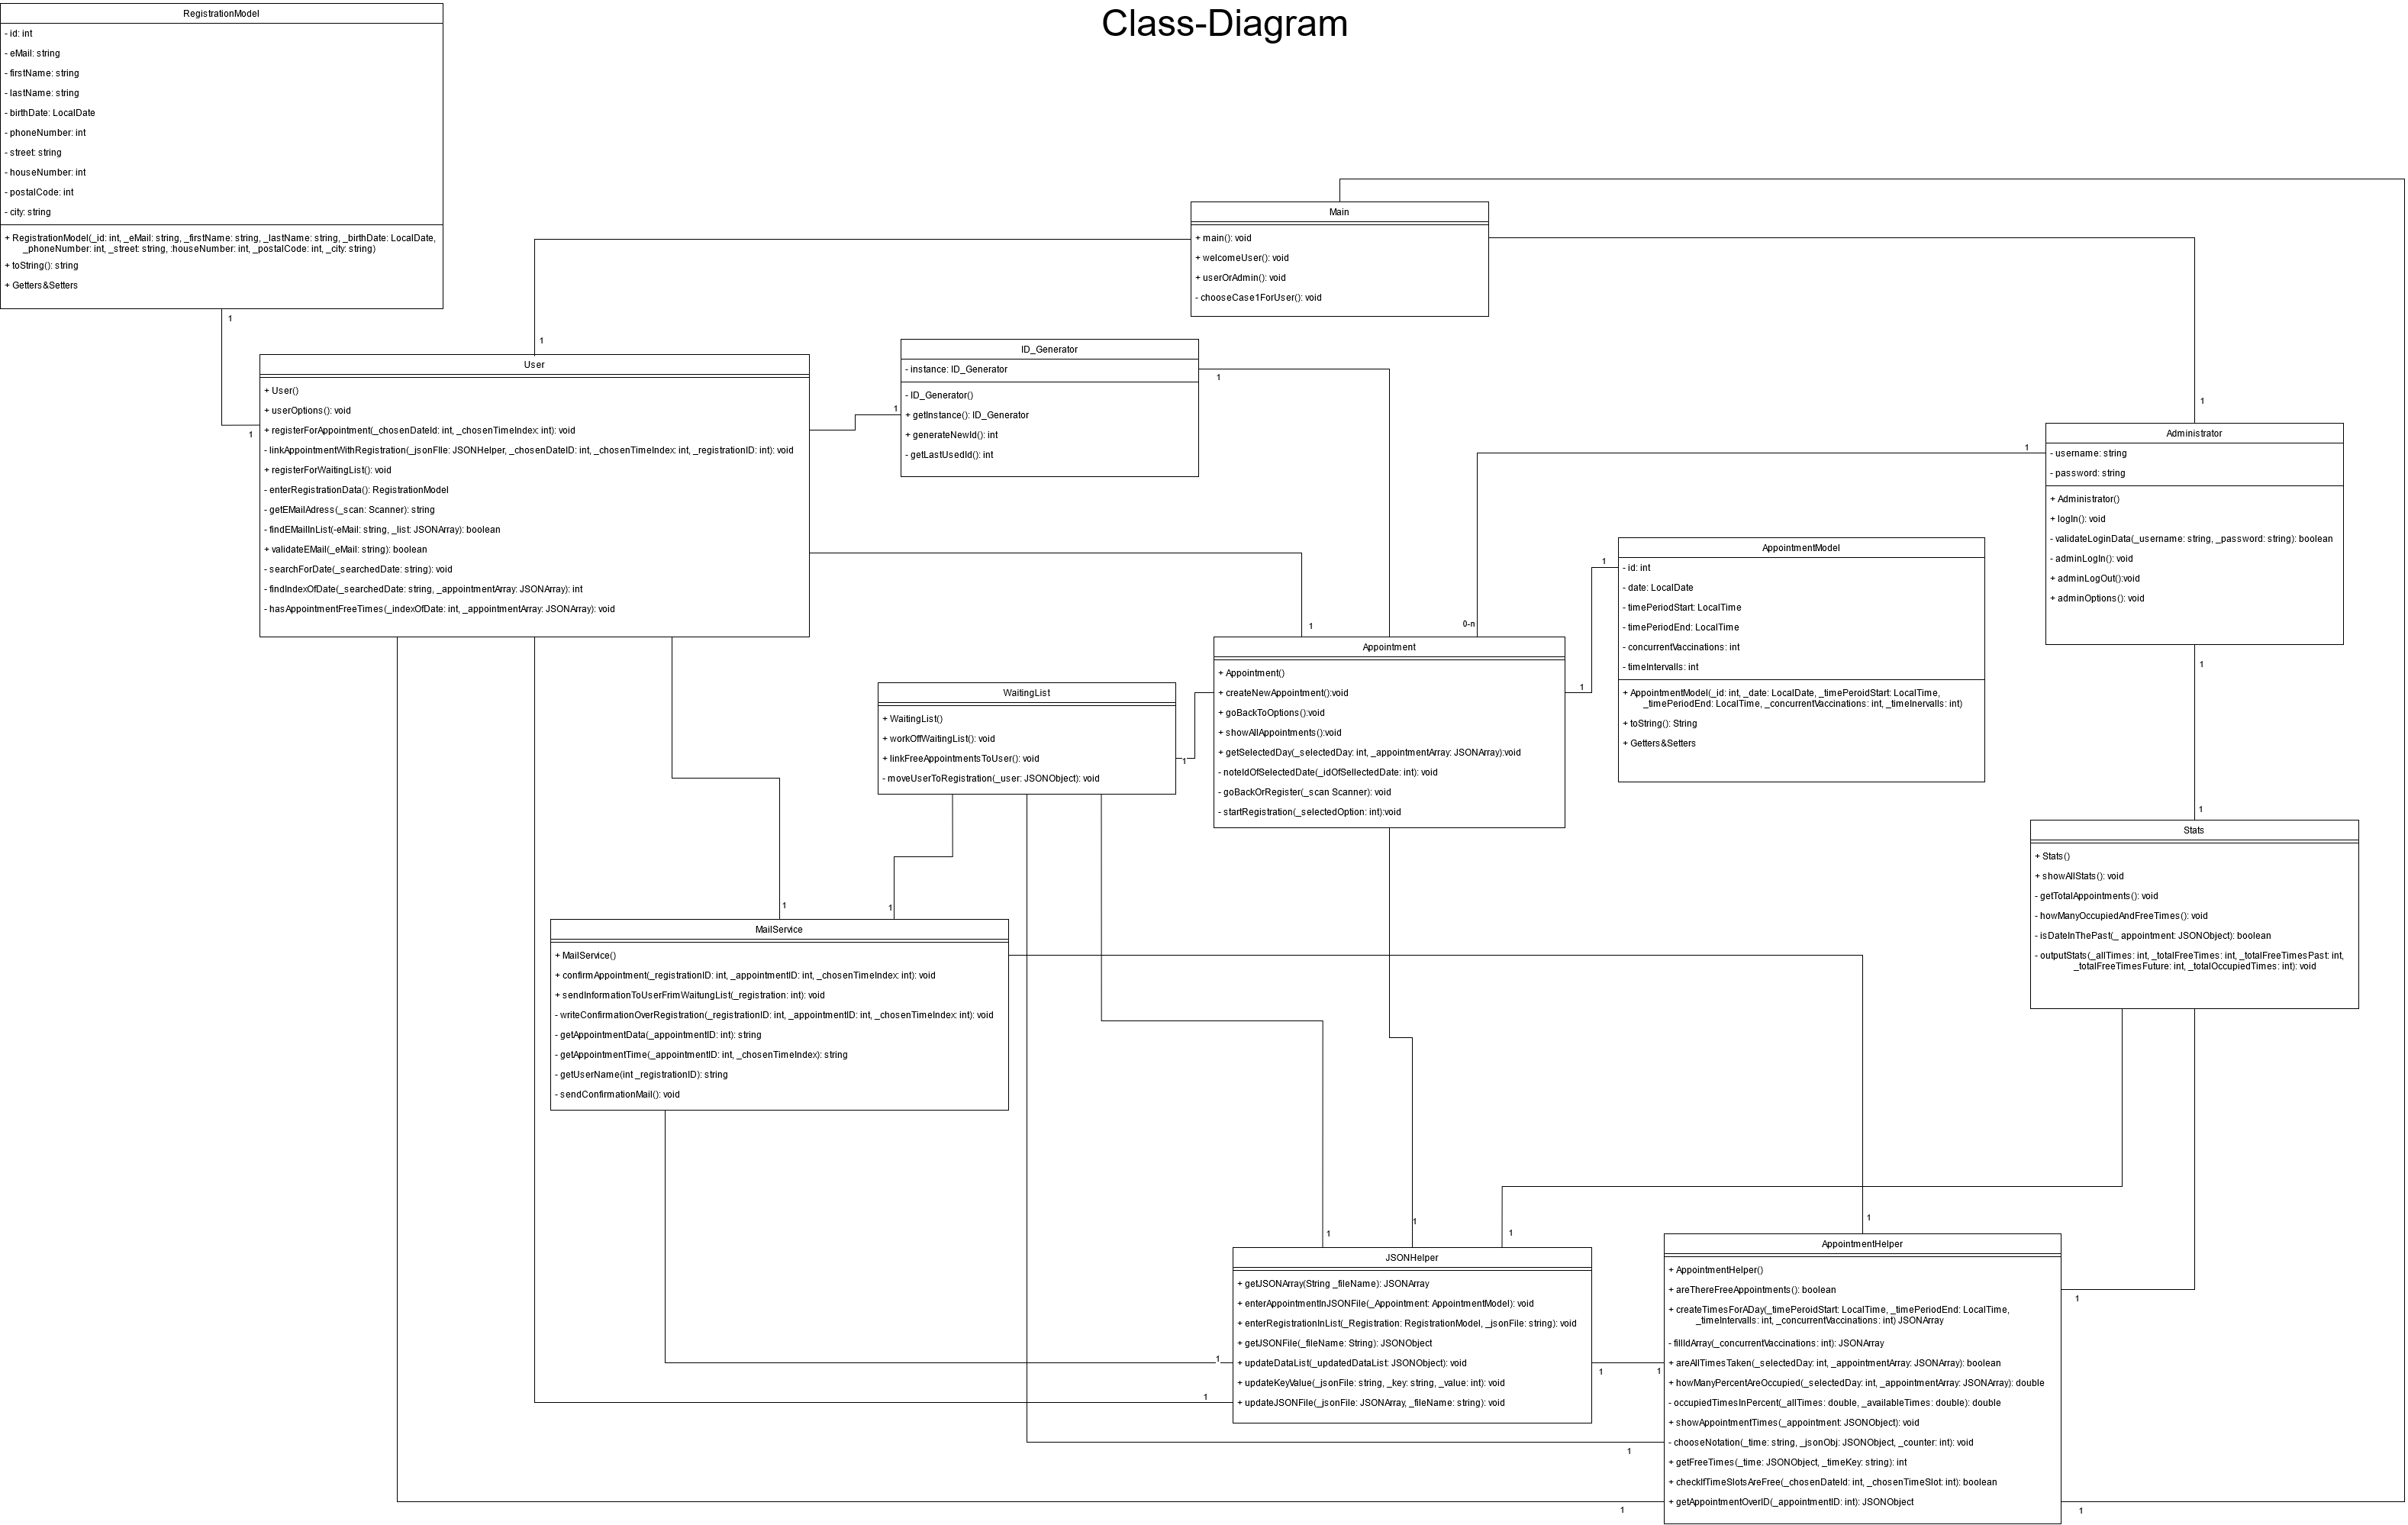 Class-Diagram
RegistrationModel
- id: int
- eMail: string
- firstName: string
- lastName: string
- birthDate: LocalDate
- phoneNumber: int
- street: string
- houseNumber: int
- postalCode: int
- city: string
+ RegistrationModel(_id: int, _eMail: string, _firstName: string, _lastName: string, _birthDate: LocalDate,
_phoneNumber: int, _street: string, :houseNumber: int, _postalCode: int, _city: string)
+ toString(): string
+ Getters&Setters
1
1
Main
+ main(): void
+ welcomeUser(): void
+ userOrAdmin(): void
- chooseCase1ForUser(): void
1
User
+ User()
+ userOptions(): void
+ registerForAppointment(_chosenDateId: int, _chosenTimeIndex: int): void
- linkAppointmentWithRegistration(_jsonFIle: JSONHelper, _chosenDateID: int, _chosenTimeIndex: int, _registrationID: int): void
+ registerForWaitingList(): void
- enterRegistrationData(): RegistrationModel
- getEMailAdress(_scan: Scanner): string
- findEMailInList(-eMail: string, _list: JSONArray): boolean
+ validateEMail(_eMail: string): boolean
- searchForDate(_searchedDate: string): void
- findIndexOfDate(_searchedDate: string, _appointmentArray: JSONArray): int
- hasAppointmentFreeTimes(_indexOfDate: int, _appointmentArray: JSONArray): void
ID_Generator
- instance: ID_Generator
- ID_Generator()
+ getInstance(): ID_Generator
+ generateNewId(): int
- getLastUsedId(): int
1
1
1
Administrator
- username: string
- password: string
+ Administrator()
+ logIn(): void
- validateLoginData(_username: string, _password: string): boolean
- adminLogIn(): void
+ adminLogOut():void
+ adminOptions(): void
1
1
AppointmentModel
- id: int
- date: LocalDate
- timePeriodStart: LocalTime
- timePeriodEnd: LocalTime
- concurrentVaccinations: int
- timeIntervalls: int
+ AppointmentModel(_id: int, _date: LocalDate, _timePeroidStart: LocalTime,
_timePeriodEnd: LocalTime, _concurrentVaccinations: int, _timeInervalls: int)
+ toString(): String
+ Getters&Setters
1
1
1
0-n
Appointment
+ Appointment()
+ createNewAppointment():void
+ goBackToOptions():void
+ showAllAppointments():void
+ getSelectedDay(_selectedDay: int, _appointmentArray: JSONArray):void
- noteIdOfSelectedDate(_idOfSellectedDate: int): void
- goBackOrRegister(_scan Scanner): void
- startRegistration(_selectedOption: int):void
WaitingList
+ WaitingList()
+ workOffWaitingList(): void
+ linkFreeAppointmentsToUser(): void
- moveUserToRegistration(_user: JSONObject): void
1
1
Stats
+ Stats()
+ showAllStats(): void
- getTotalAppointments(): void
- howManyOccupiedAndFreeTimes(): void
- isDateInThePast(_ appointment: JSONObject): boolean
- outputStats(_allTimes: int, _totalFreeTimes: int, _totalFreeTimesPast: int,
_totalFreeTimesFuture: int, _totalOccupiedTimes: int): void
1
1
MailService
+ MailService()
+ confirmAppointment(_registrationID: int, _appointmentID: int, _chosenTimeIndex: int): void
+ sendInformationToUserFrimWaitungList(_registration: int): void
- writeConfirmationOverRegistration(_registrationID: int, _appointmentID: int, _chosenTimeIndex: int): void
- getAppointmentData(_appointmentID: int): string
- getAppointmentTime(_appointmentID: int, _chosenTimeIndex): string
- getUserName(int _registrationID): string
- sendConfirmationMail(): void
1
1
1
1
JSONHelper
+ getJSONArray(String _fileName): JSONArray
+ enterAppointmentInJSONFile(_Appointment: AppointmentModel): void
+ enterRegistrationInList(_Registration: RegistrationModel, _jsonFile: string): void
+ getJSONFile(_fileName: String): JSONObject
+ updateDataList(_updatedDataList: JSONObject): void
+ updateKeyValue(_jsonFile: string, _key: string, _value: int): void
+ updateJSONFile(_jsonFile: JSONArray, _fileName: string): void
1
1
1
1
AppointmentHelper
+ AppointmentHelper()
+ areThereFreeAppointments(): boolean
+ createTimesForADay(_timePeroidStart: LocalTime, _timePeriodEnd: LocalTime,
_timeIntervalls: int, _concurrentVaccinations: int) JSONArray
- fillIdArray(_concurrentVaccinations: int): JSONArray
+ areAllTimesTaken(_selectedDay: int, _appointmentArray: JSONArray): boolean
+ howManyPercentAreOccupied(_selectedDay: int, _appointmentArray: JSONArray): double
- occupiedTimesInPercent(_allTimes: double, _availableTimes: double): double
+ showAppointmentTimes(_appointment: JSONObject): void
- chooseNotation(_time: string, _jsonObj: JSONObject, _counter: int): void
+ getFreeTimes(_time: JSONObject, _timeKey: string): int
+ checkIfTimeSlotsAreFree(_chosenDateId: int, _chosenTimeSlot: int): boolean
+ getAppointmentOverID(_appointmentID: int): JSONObject
1
1
1
1